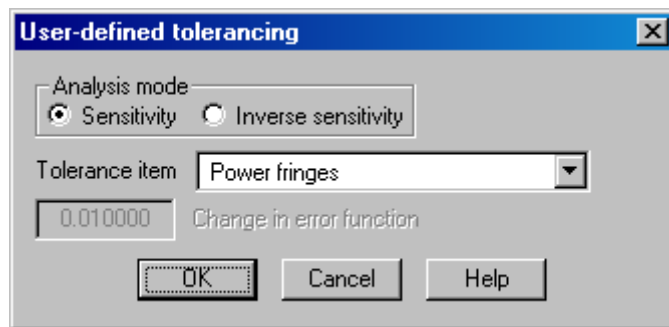 User-defined tolerancing
Analysis mode
Sensitivity Inverse sensitivity
Tolerance item Power fringes
0.010000 Change in error function
OK Cancel Help